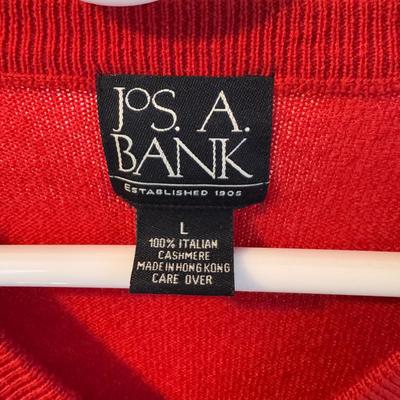 JoS. A.
BANK
ESTABLISHED 1905
L
100% ITALIAN
CASHMERE
MADE IN HONG KONG
CARE OVER